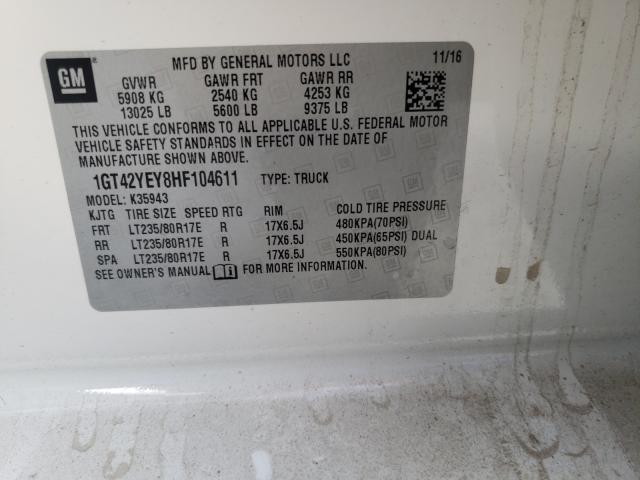 GM
MFD BY GENERAL MOTORS LLC 11/16
GVWR GAWR FRT GAWR RR
5908 KG 2540 KG 4253 KG
13025 LB 5600 LB 9375 LB
THIS VEHICLE CONFORMS TO ALL APPLICABLE U.S. FEDERAL MOTOR
VEHICLE SAFETY STANDARDS IN EFFECT ON THE DATE OF
MANUFACTURE SHOWN ABOVE.
1GT42YEY8HF104611 TYPE: TRUCK
MODEL: K35943
KJTG TIRE SIZE SPEED RTG RIM COLD TIRE PRESSURE
FRT LT235/80R17E R 17X6.5J 480KPA(70PSI)
RR LT235/80R17E R 17X6.5J 450KPA(65PSI) DUAL
SPA LT235/80R17E R 17X6.5J 550KPA(80PSI)
SEE OWNER'S MANUAL FOR MORE INFORMATION.